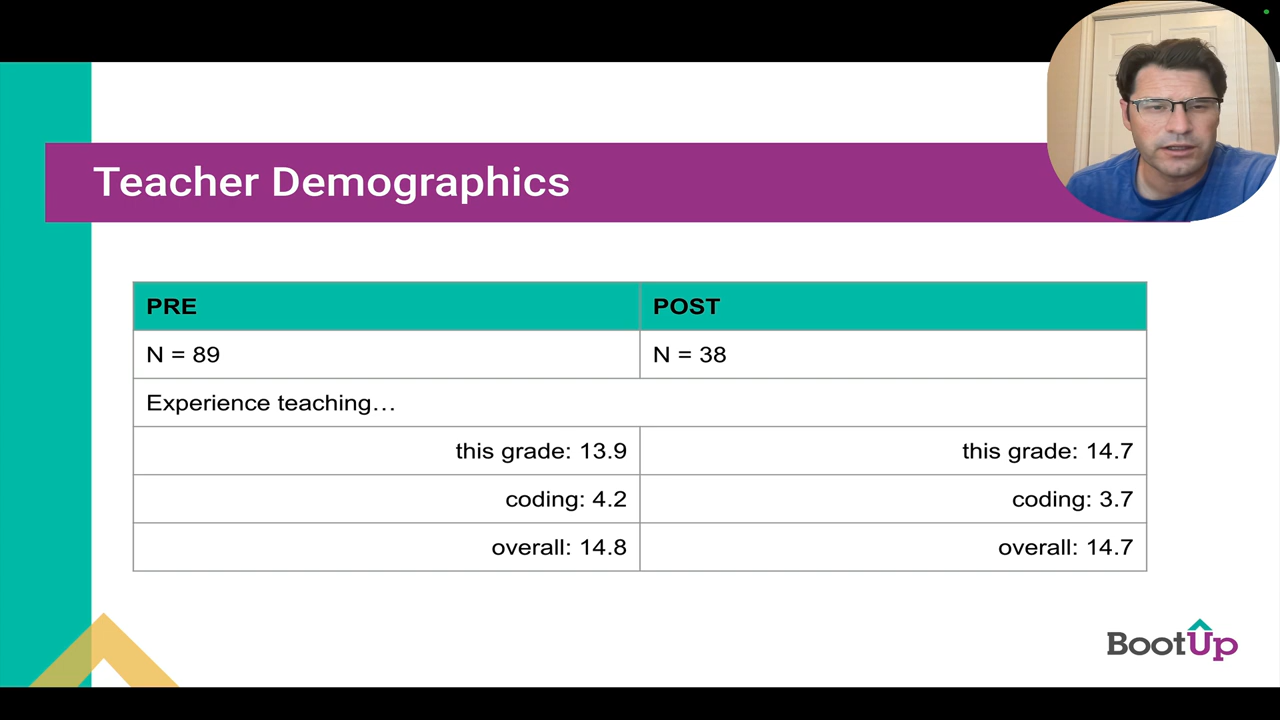 Teacher Demographics
PRE
POST
N = 89
N = 38
Experience teaching…
this grade: 13.9
this grade: 14.7
coding: 4.2
coding: 3.7
overall: 14.8
overall: 14.7
BootUp